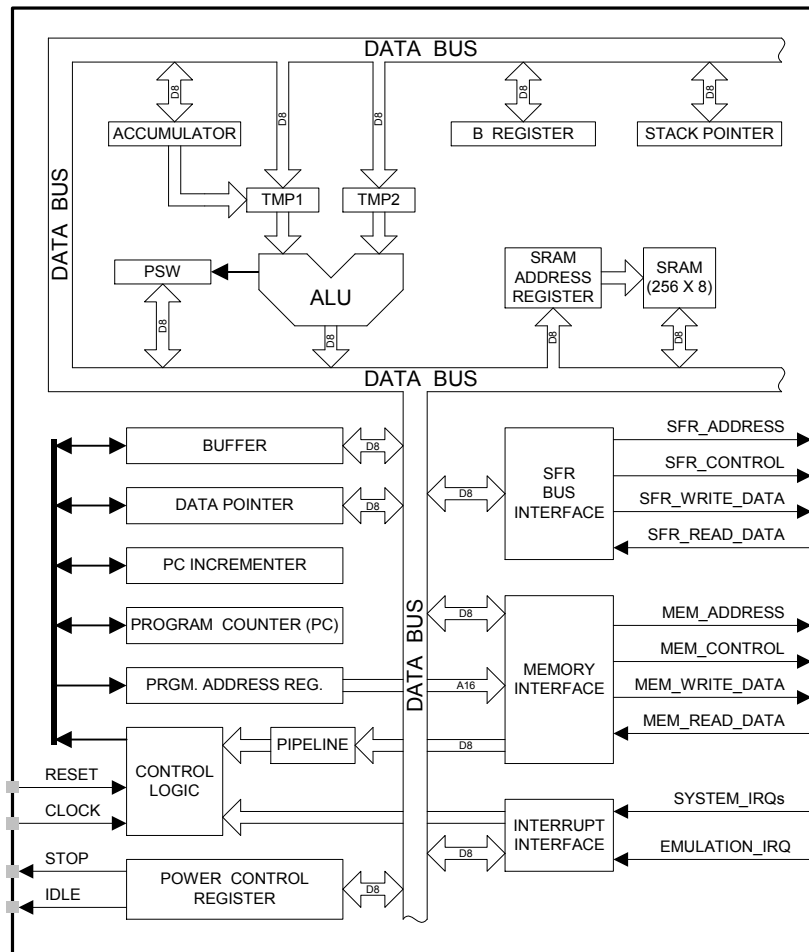 DATA BUS
D8
D8
D8
D8
D8
ACCUMULATOR
B REGISTER
STACK POINTER
DATA BUS
TMP1
TMP2
PSW
ALU
SRAM
ADDRESS
REGISTER
SRAM
(256 X 8)
D8
D8
D8
D8
DATA BUS
BUFFER
D8
DATA POINTER
D8
PC INCREMENTER
PROGRAM COUNTER (PC)
PRGM. ADDRESS REG.
A16
CONTROL
LOGIC
PIPELINE
D8
POWER CONTROL
REGISTER
D8
DATA BUS
D8
SFR
BUS
INTERFACE
SFR_ADDRESS
SFR_CONTROL
SFR_WRITE_DATA
SFR_READ_DATA
D8
MEMORY
INTERFACE
MEM_ADDRESS
MEM_CONTROL
MEM_WRITE_DATA
MEM_READ_DATA
D8
INTERRUPT
INTERFACE
SYSTEM_IRQs
EMULATION_IRQ
RESET
CLOCK
STOP
IDLE